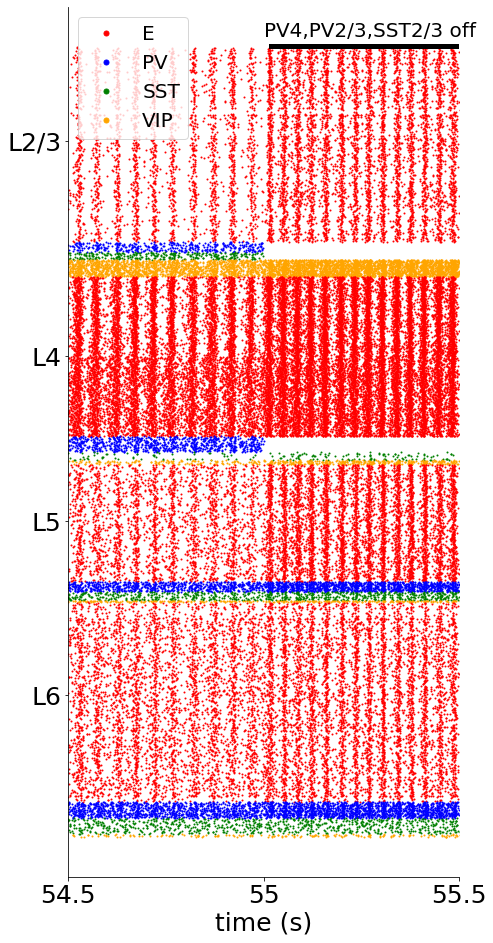 PV4,PV2/3,SST2/3 off
E
PV
SST
VIP
L2/3
L4
L5
L6
54.5
55
55.5
time (s)